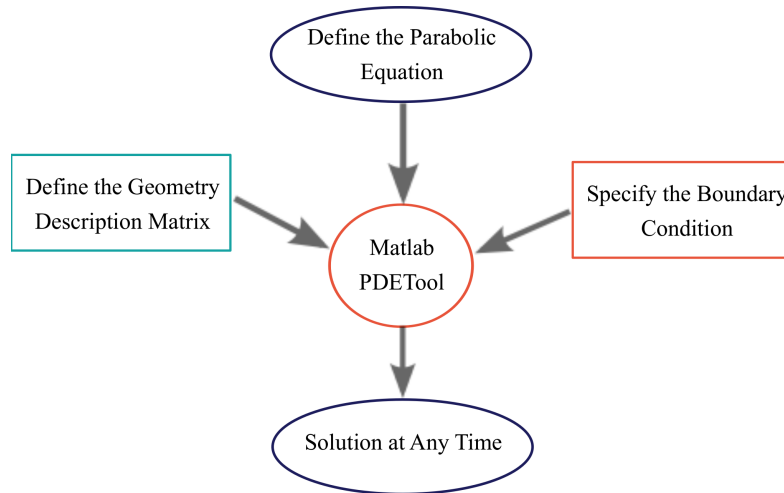 Define the Parabolic
Equation
Define the Geometry
Description Matrix
Specify the Boundary
Condition
Matlab
PDETool
Solution at Any Time